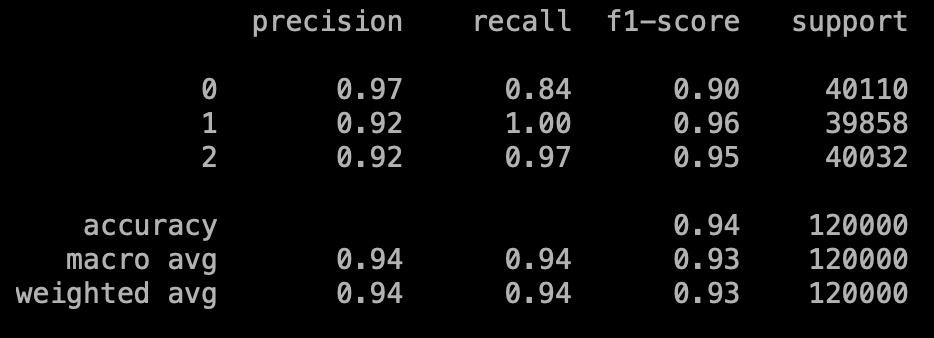 precision recall f1-score support
0 0.97 0.84 0.90 40110
1 0.92 1.00 0.96 39858
2 0.92 0.97 0.95 40032
accuracy 0.94 120000
macro avg 0.94 0.94 0.93 120000
weighted avg 0.94 0.94 0.93 120000